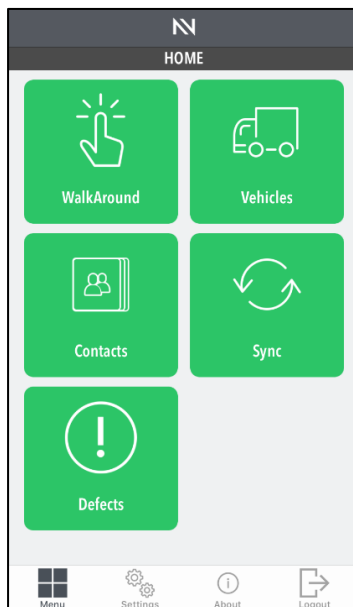 HOME
WalkAround Vehicles
Contacts Sync
Defects
Menu Settings About Logout